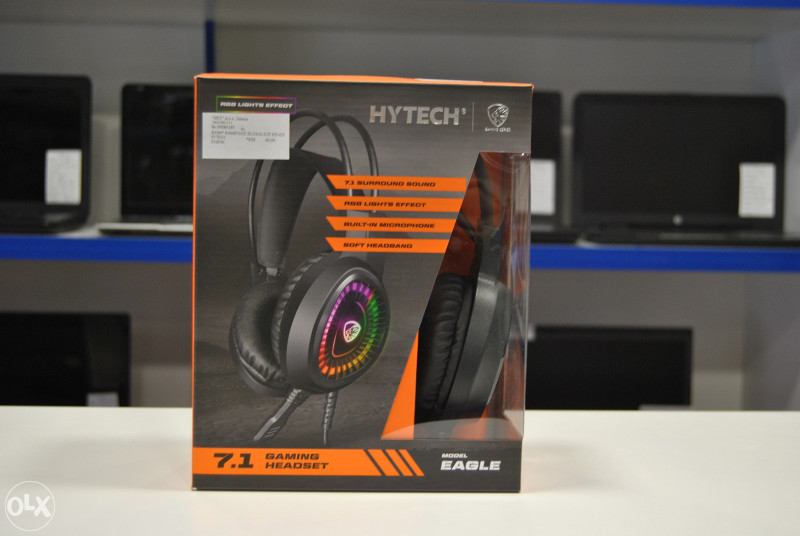 RGB LIGHTS EFFECT
HYTECH
7.1 SURROUND SOUND
RGB LIGHTS EFFECT
BUILT-IN MICROPHONE
SOFT HEADBAND
7.1
GAMING
HEADSET
MODEL
EAGLE
OLX